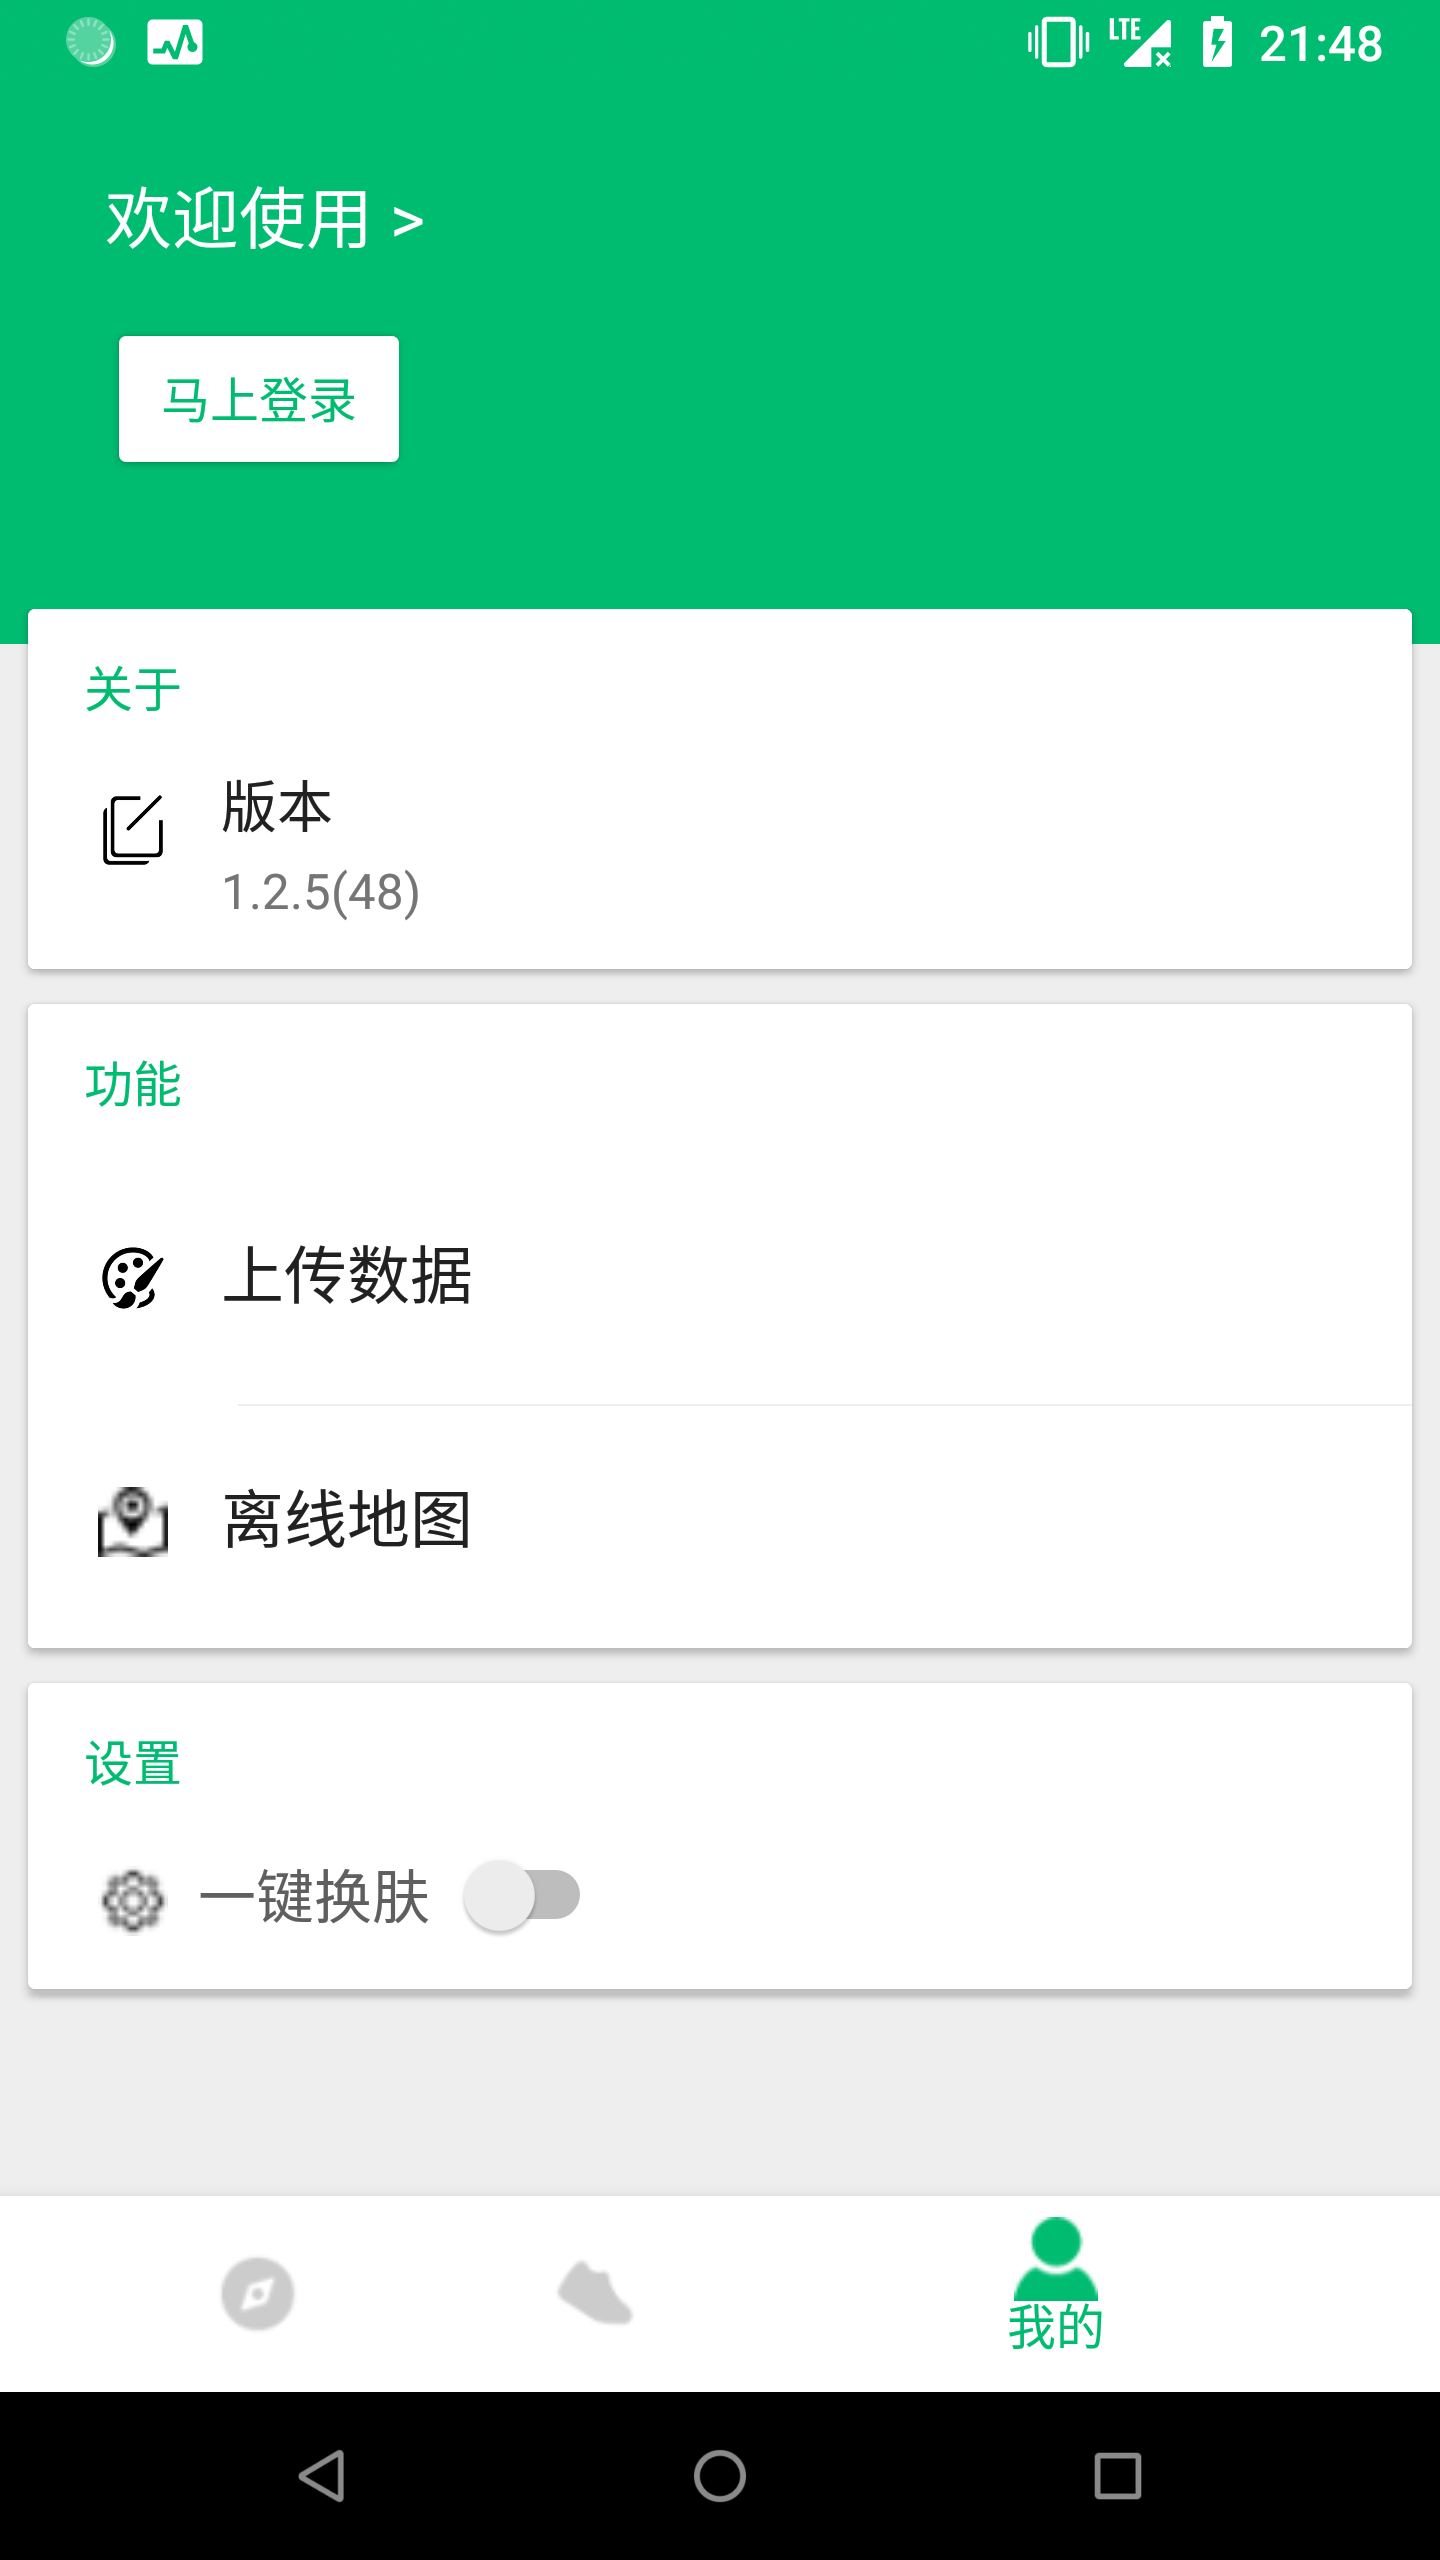 LTE 21:48
欢迎使用 >
马上登录
关于
版本
1.2.5(48)
功能
上传数据
离线地图
设置
一键换肤
我的